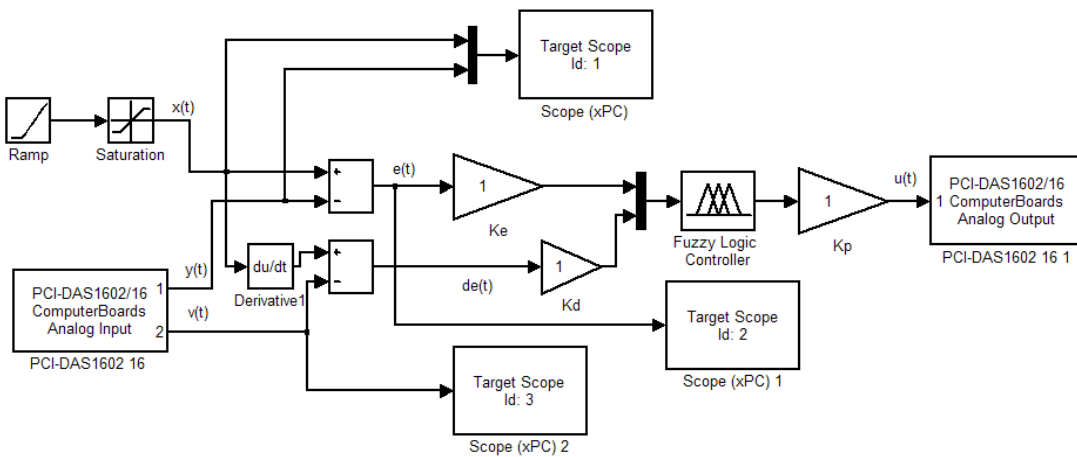 Target Scope
Id: 1
Scope (xPC)
x(t)
Ramp
Saturation
+
-
e(t)
1
Ke
Fuzzy Logic
Controller
1
Kp
u(t)
1
PCI-DAS1602/16
ComputerBoards
Analog Output
PCI-DAS1602 16 1
y(t)
du/dt
Derivative1
+
-
de(t)
1
Kd
PCI-DAS1602/16
ComputerBoards
Analog Input
1
2
PCI-DAS1602 16
v(t)
Target Scope
Id: 2
Scope (xPC) 1
Target Scope
Id: 3
Scope (xPC) 2